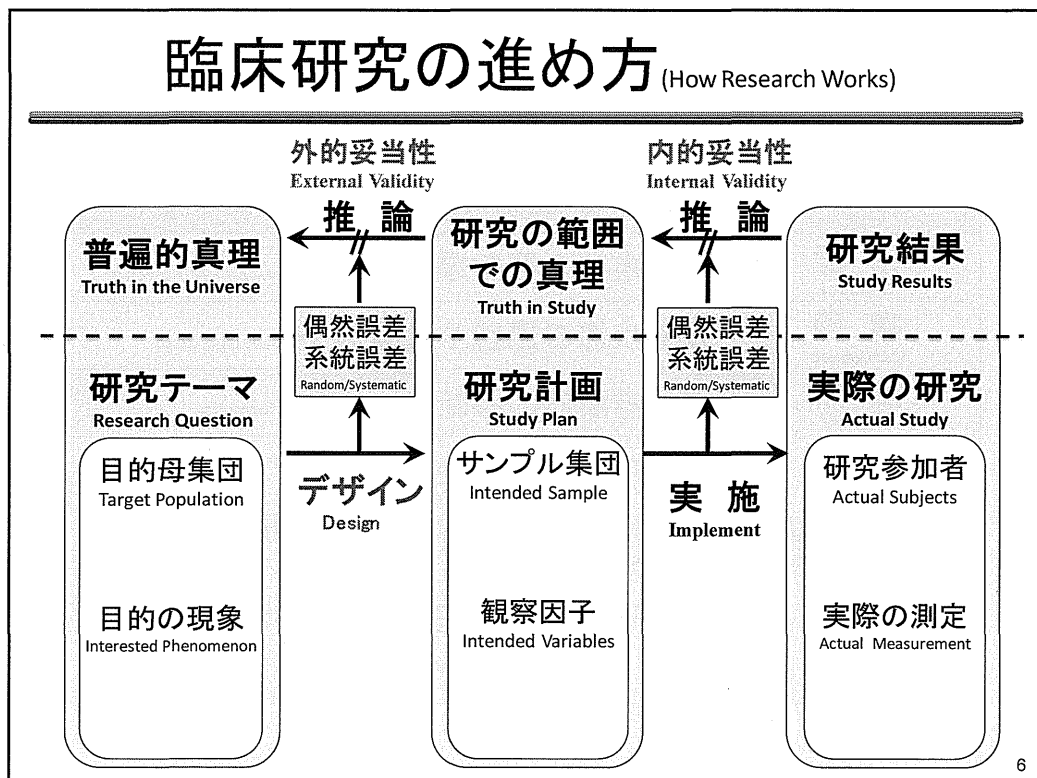 臨床研究の進め方(How Research Works)
外的妥当性
External Validity
推 論
内的妥当性
Internal Validity
推 論
普遍的真理
Truth in the Universe
研究の範囲
での真理
Truth in Study
研究結果
Study Results
偶然誤差
系統誤差
Random/Systematic
偶然誤差
系統誤差
Random/Systematic
研究テーマ
Research Question
研究計画
Study Plan
実際の研究
Actual Study
目的母集団
Target Population
デザイン
Design
サンプル集団
Intended Sample
実 施
Implement
研究参加者
Actual Subjects
目的の現象
Interested Phenomenon
観察因子
Intended Variables
実際の測定
Actual Measurement
6